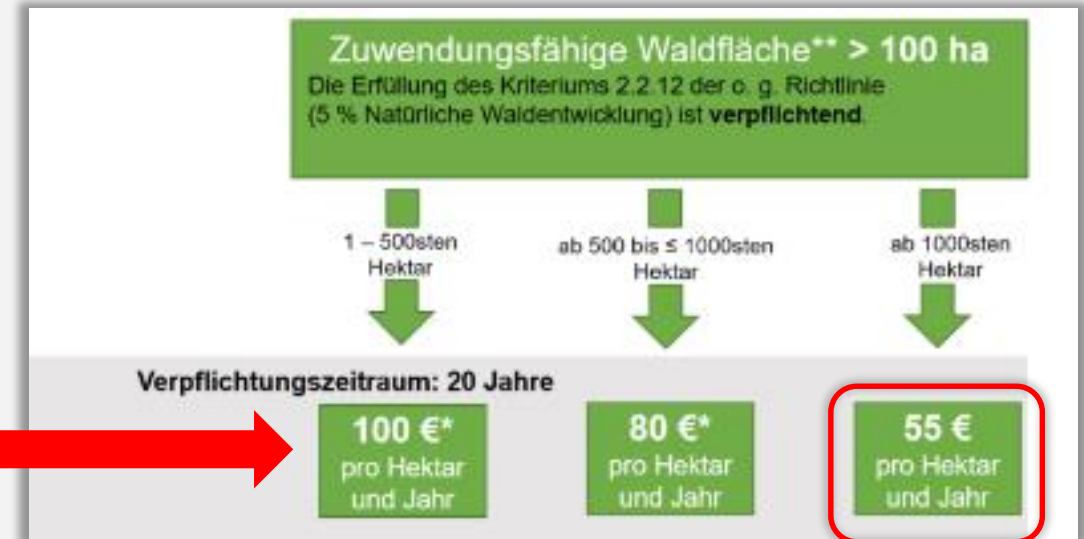 Zuwendungsfähige Waldfläche** > 100 ha
Die Erfüllung des Kriteriums 2.2.12 der o. g. Richtlinie
(5 % Natürliche Waldentwicklung) ist verpflichtend.
1 – 500sten
Hektar
ab 500 bis ≤ 1000sten
Hektar
ab 1000sten
Hektar
Verpflichtungszeitraum: 20 Jahre
100 €*
pro Hektar
und Jahr
80 €*
pro Hektar
und Jahr
55 €
pro Hektar
und Jahr